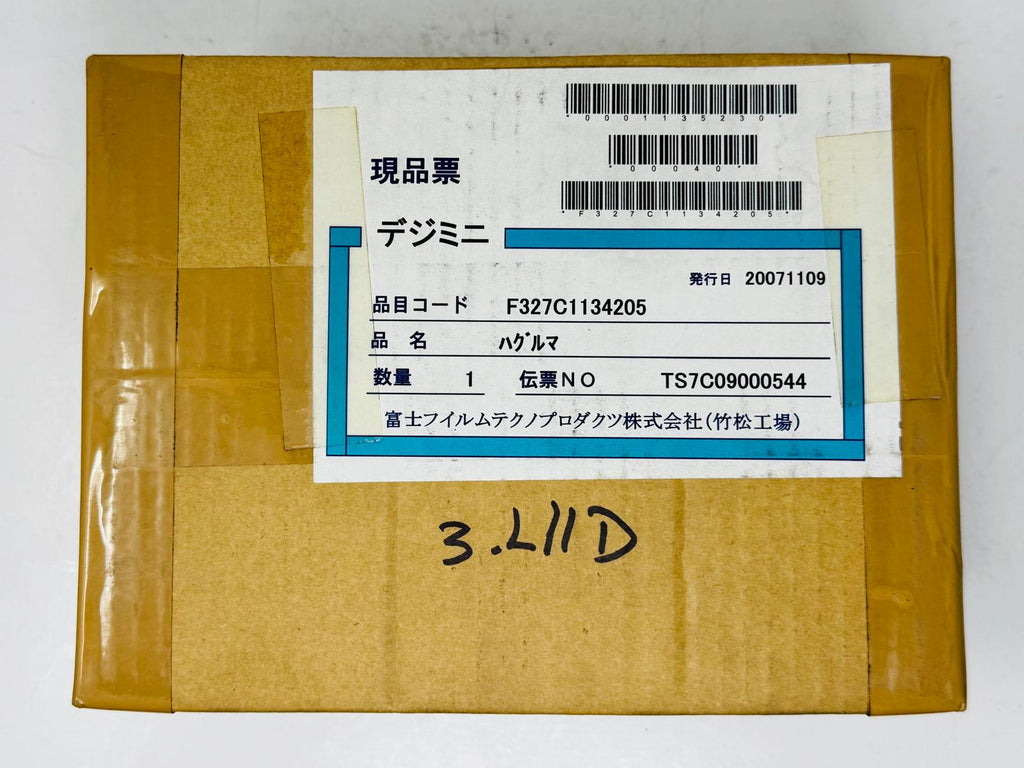 *0001135230*
*00040*
現品票
*F327C1134205*
デジミニ
発行日 20071109
品目コード F327C1134205
品名 ﾊｸﾞﾙﾏ
数量 1 伝票NO TS7C09000544
富士フイルムテクノプロダクツ株式会社(竹松工場)
3.L11D